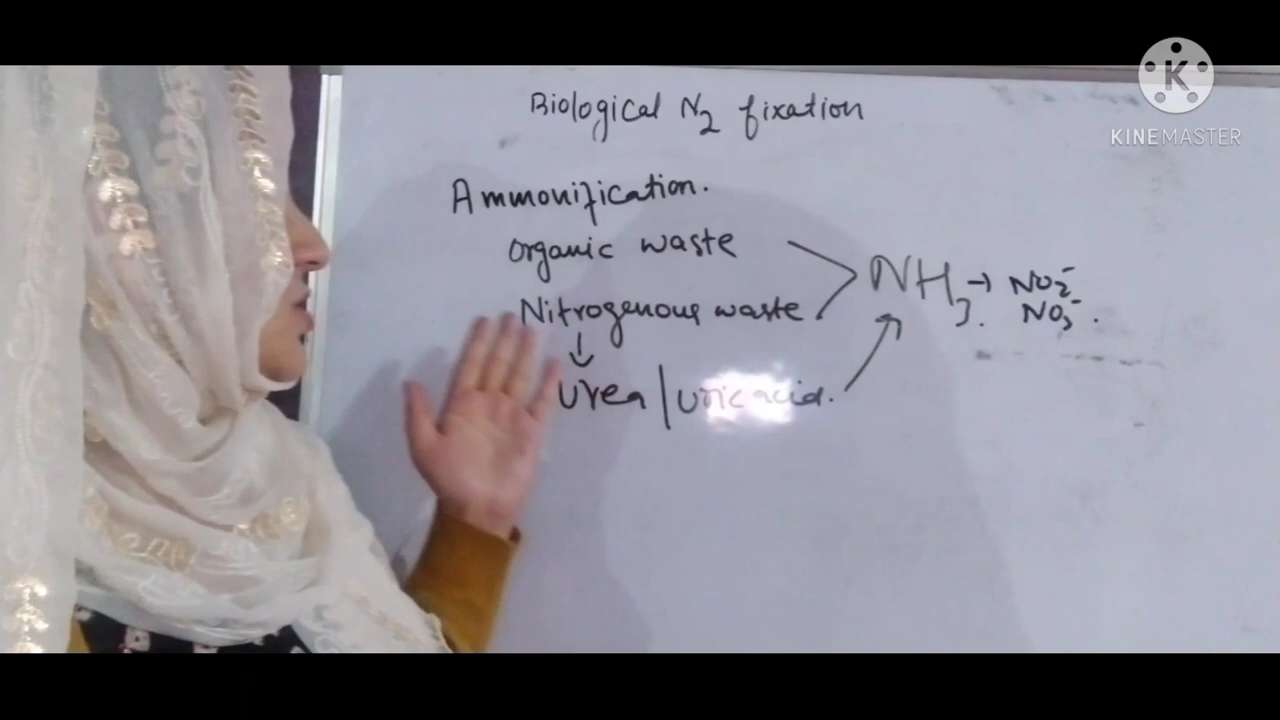 Biological N2 fixation
Ammonification.
organic waste
Nitrogenous waste
NH3. → NO2-
NO3-.
↓
Urea / uric acid.
K
KINEMASTER